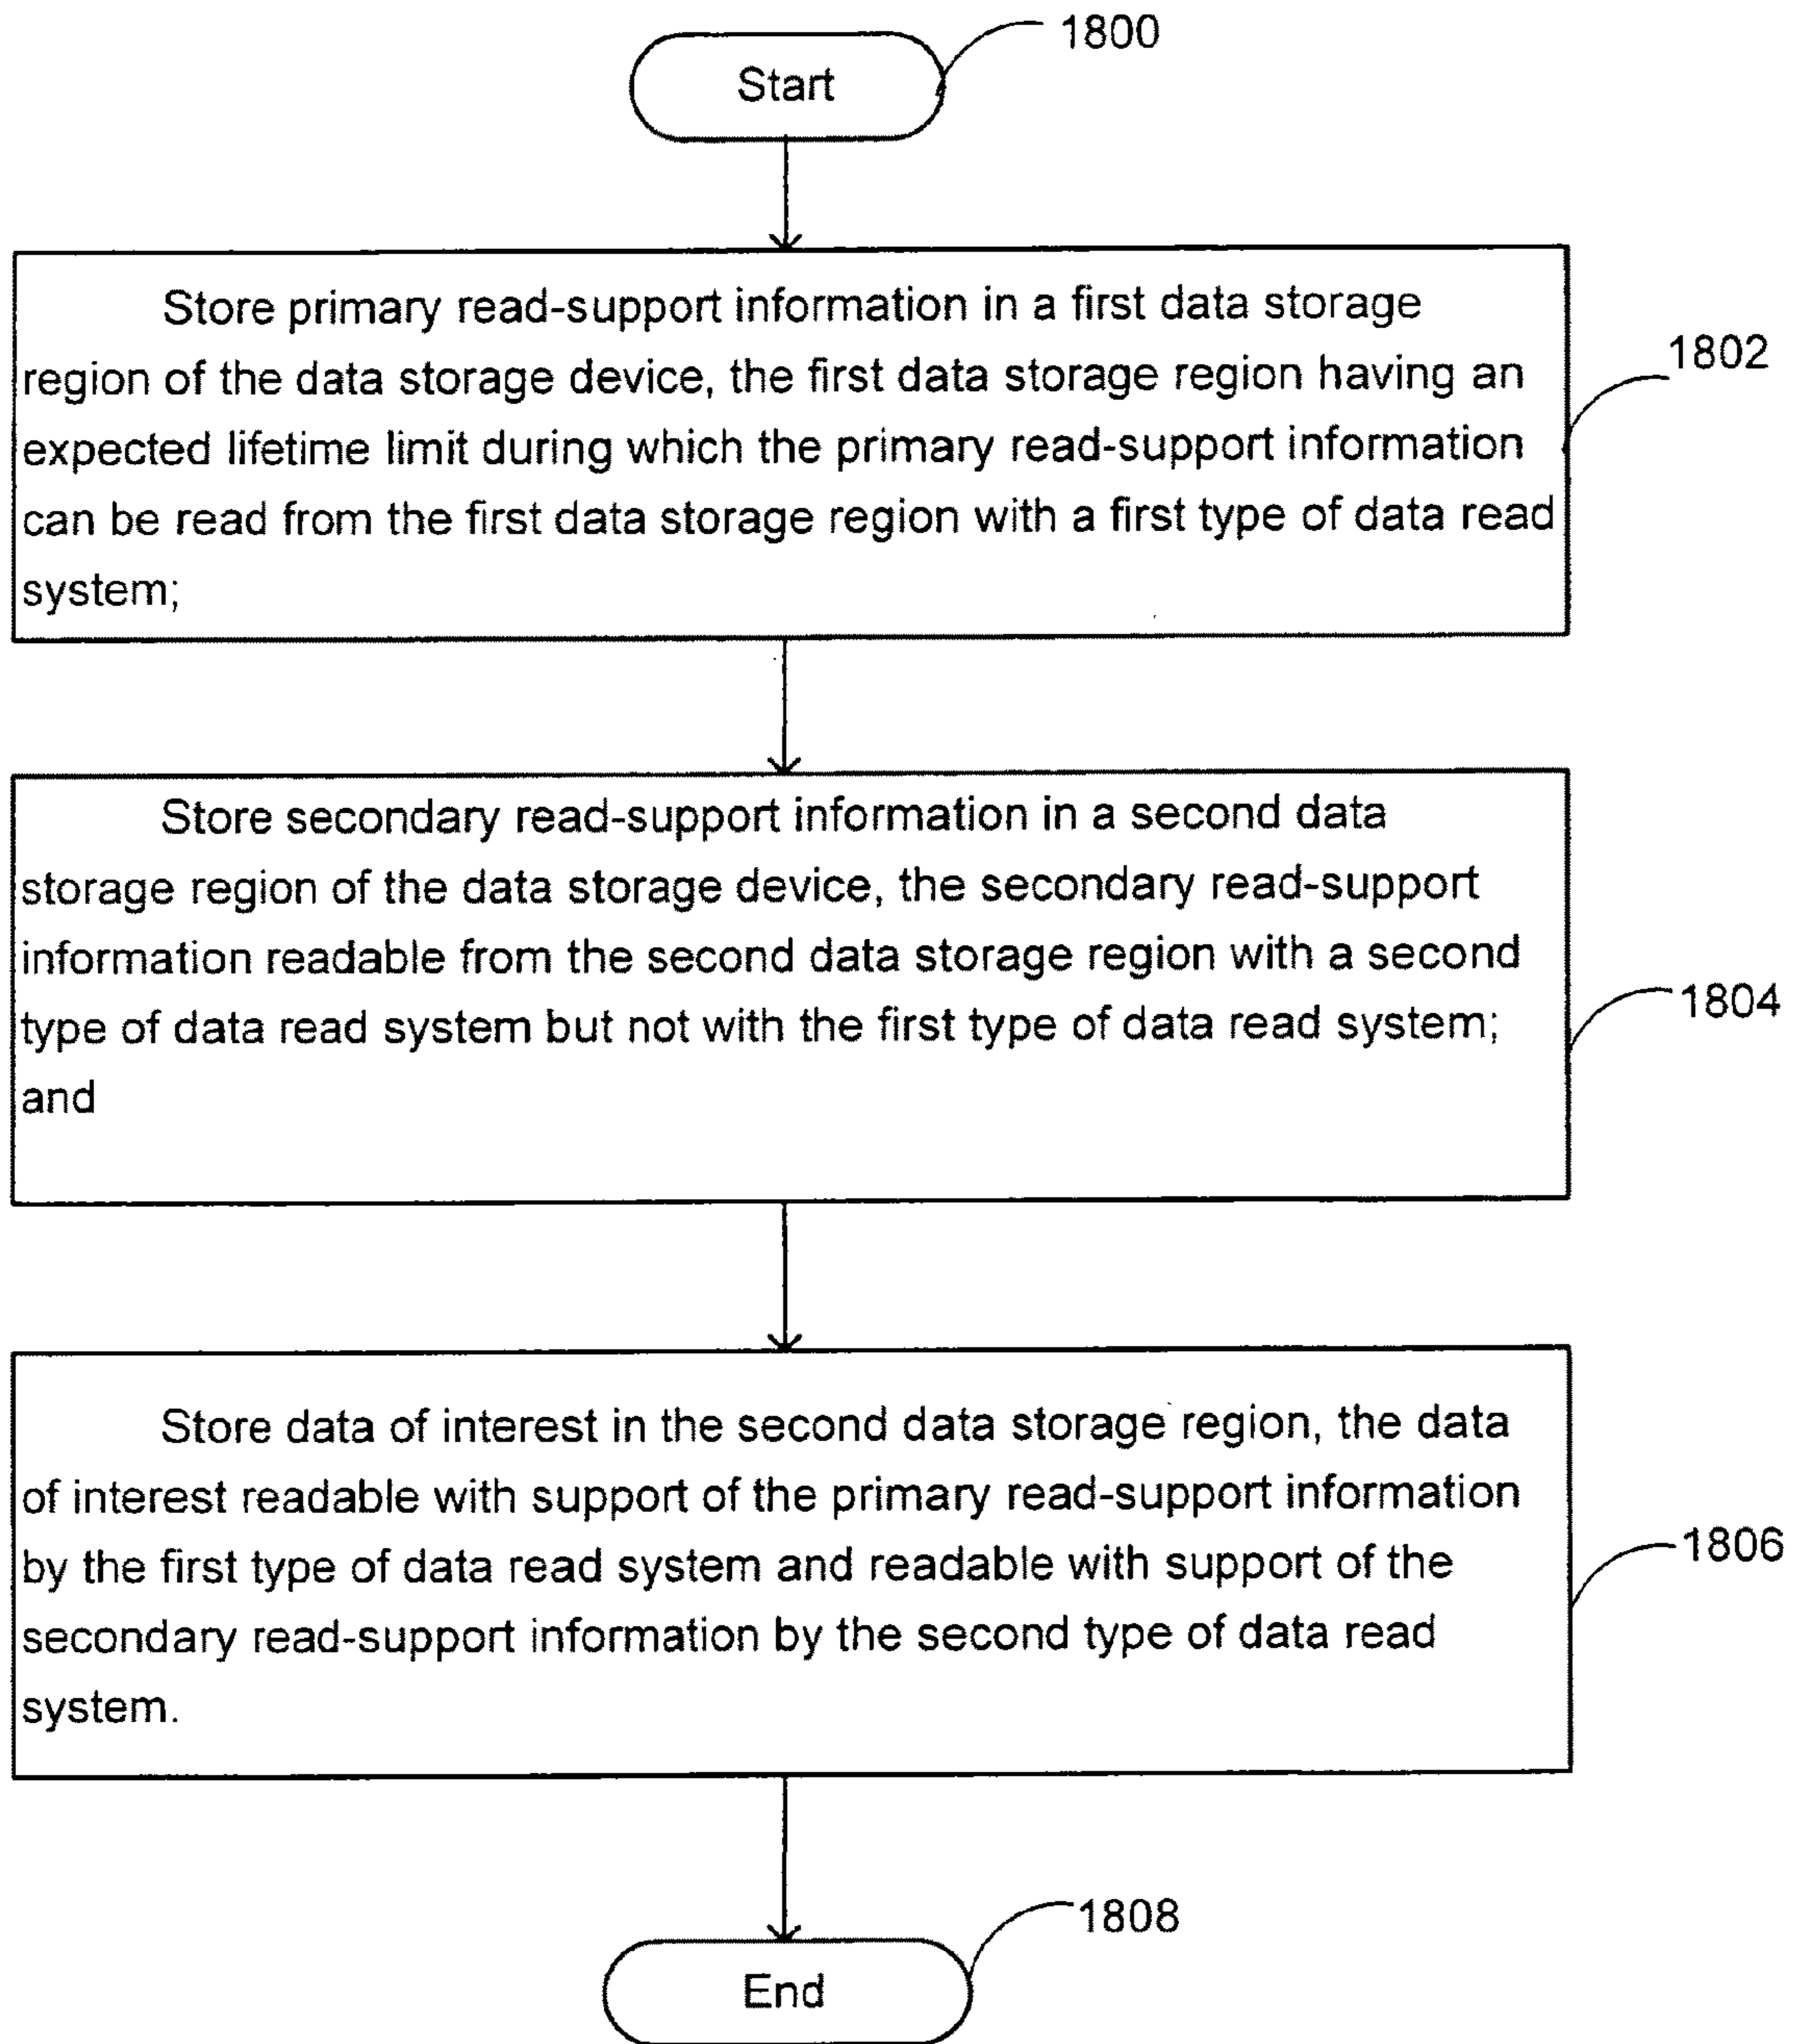 1800
Start
Store primary read-support information in a first data storage
region of the data storage device, the first data storage region having an
expected lifetime limit during which the primary read-support information
can be read from the first data storage region with a first type of data read
system;
1802
Store secondary read-support information in a second data
storage region of the data storage device, the secondary read-support
information readable from the second data storage region with a second
type of data read system but not with the first type of data read system;
and
1804
Store data of interest in the second data storage region, the data
of interest readable with support of the primary read-support information
by the first type of data read system and readable with support of the
secondary read-support information by the second type of data read
system.
1806
1808
End